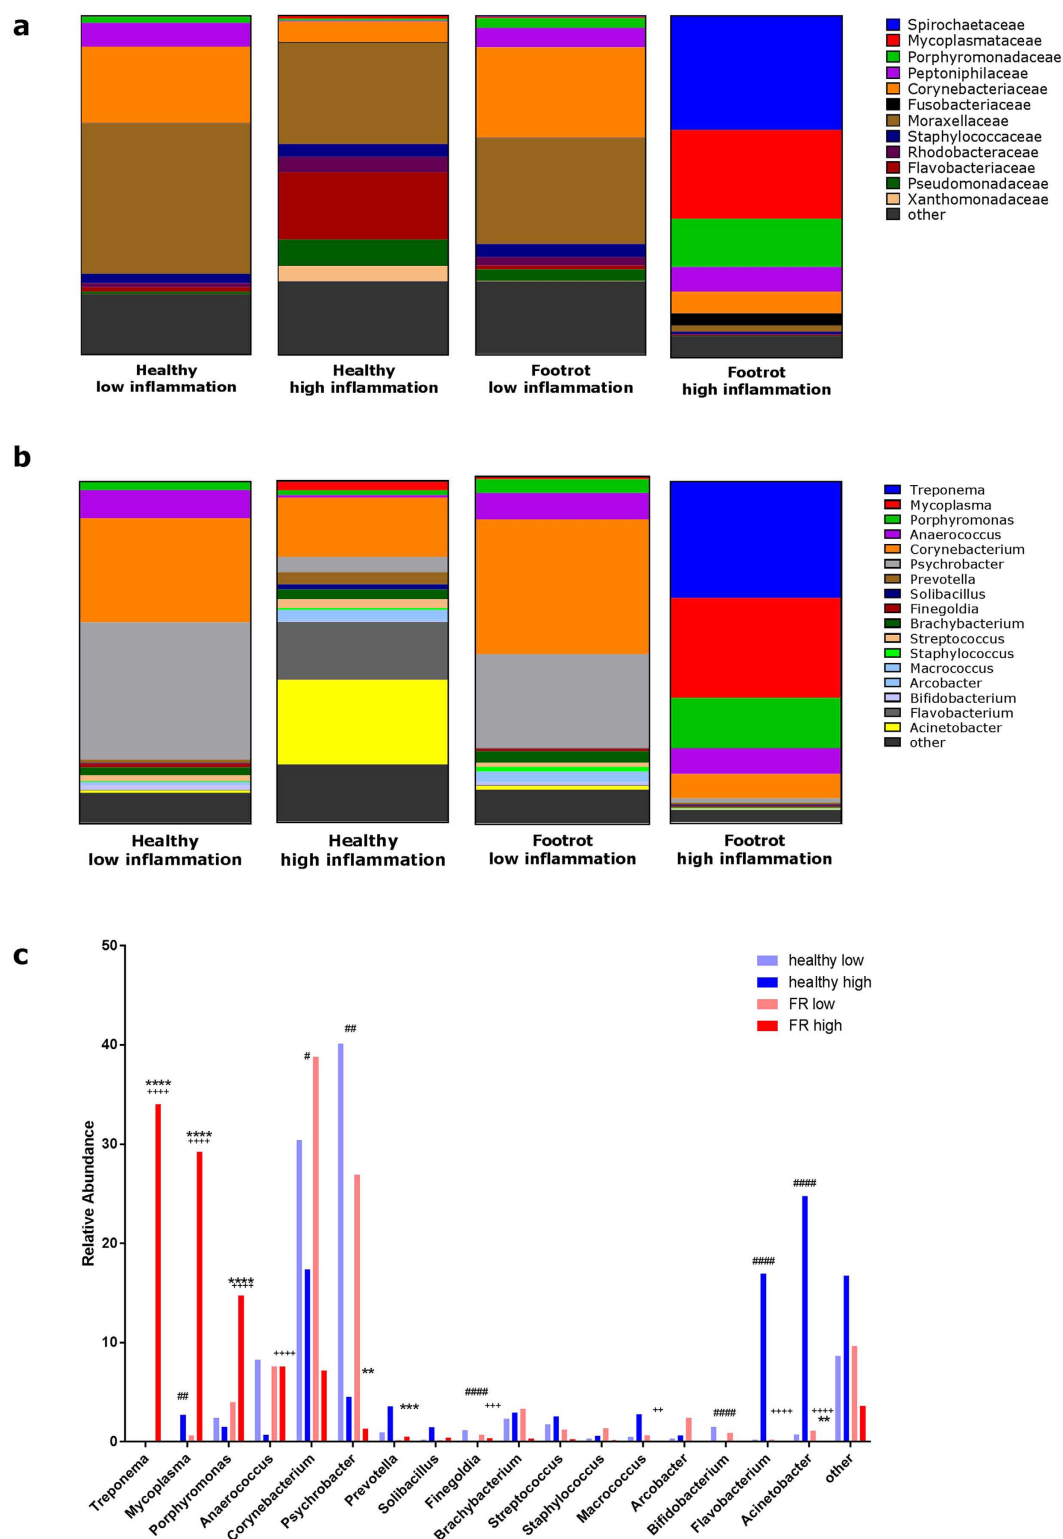 a
Spirochaetaceae
Mycoplasmataceae
Porphyromonadaceae
Peptoniphilaceae
Corynebacteriaceae
Fusobacteriaceae
Moraxellaceae
Staphylococcaceae
Rhodobacteraceae
Flavobacteriaceae
Pseudomonadaceae
Xanthomonadaceae
other
Healthy
low inflammation
Healthy
high inflammation
Footrot
low inflammation
Footrot
high inflammation
b
Treponema
Mycoplasma
Porphyromonas
Anaerococcus
Corynebacterium
Psychrobacter
Prevotella
Solibacillus
Finegoldia
Brachybacterium
Streptococcus
Staphylococcus
Macrococcus
Arcobacter
Bifidobacterium
Flavobacterium
Acinetobacter
other
Healthy
low inflammation
Healthy
high inflammation
Footrot
low inflammation
Footrot
high inflammation
c
Relative Abundance
50
40
30
20
10
0
healthy low
healthy high
FR low
FR high
****
++++
##
****
++++
****
++++
++++
#
##
**
***
####
+++
++
####
####
++++
####
++++
**
Treponema
Mycoplasma
Porphyromonas
Anaerococcus
Corynebacterium
Psychrobacter
Prevotella
Solibacillus
Finegoldia
Brachybacterium
Streptococcus
Staphylococcus
Macrococcus
Arcobacter
Bifidobacterium
Flavobacterium
Acinetobacter
other